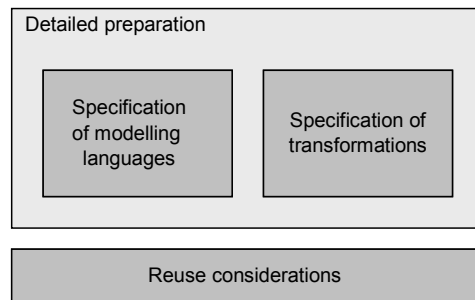 Detailed preparation
Specification
of modelling
languages
Specification of
transformations
Reuse considerations